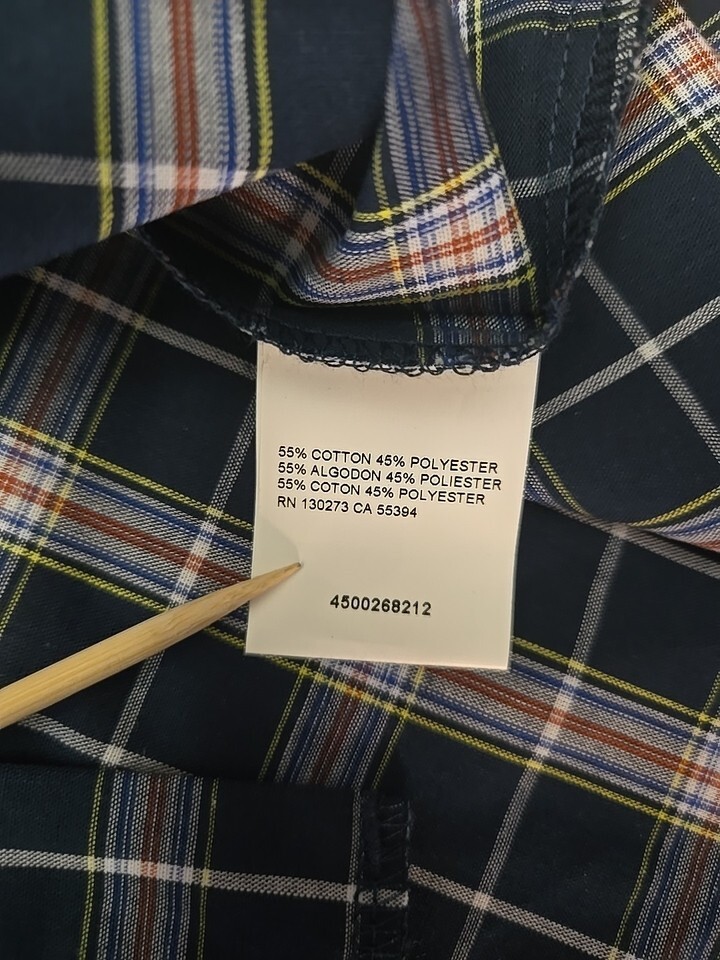 55% COTTON 45% POLYESTER
55% ALGODON 45% POLIESTER
55% COTON 45% POLYESTER
RN 130273 CA 55394
4500268212